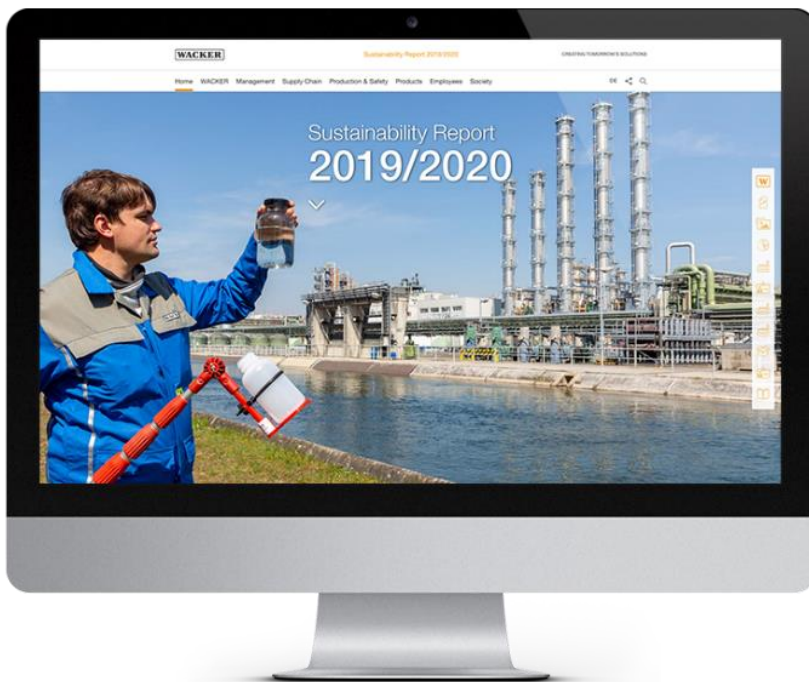 WACKER
Sustainability Report 2019/2020
CREATING TOMORROW'S SOLUTIONS
Home WACKER Management Supply Chain Production & Safety Products Employees Society
DE
Sustainability Report
2019/2020
W